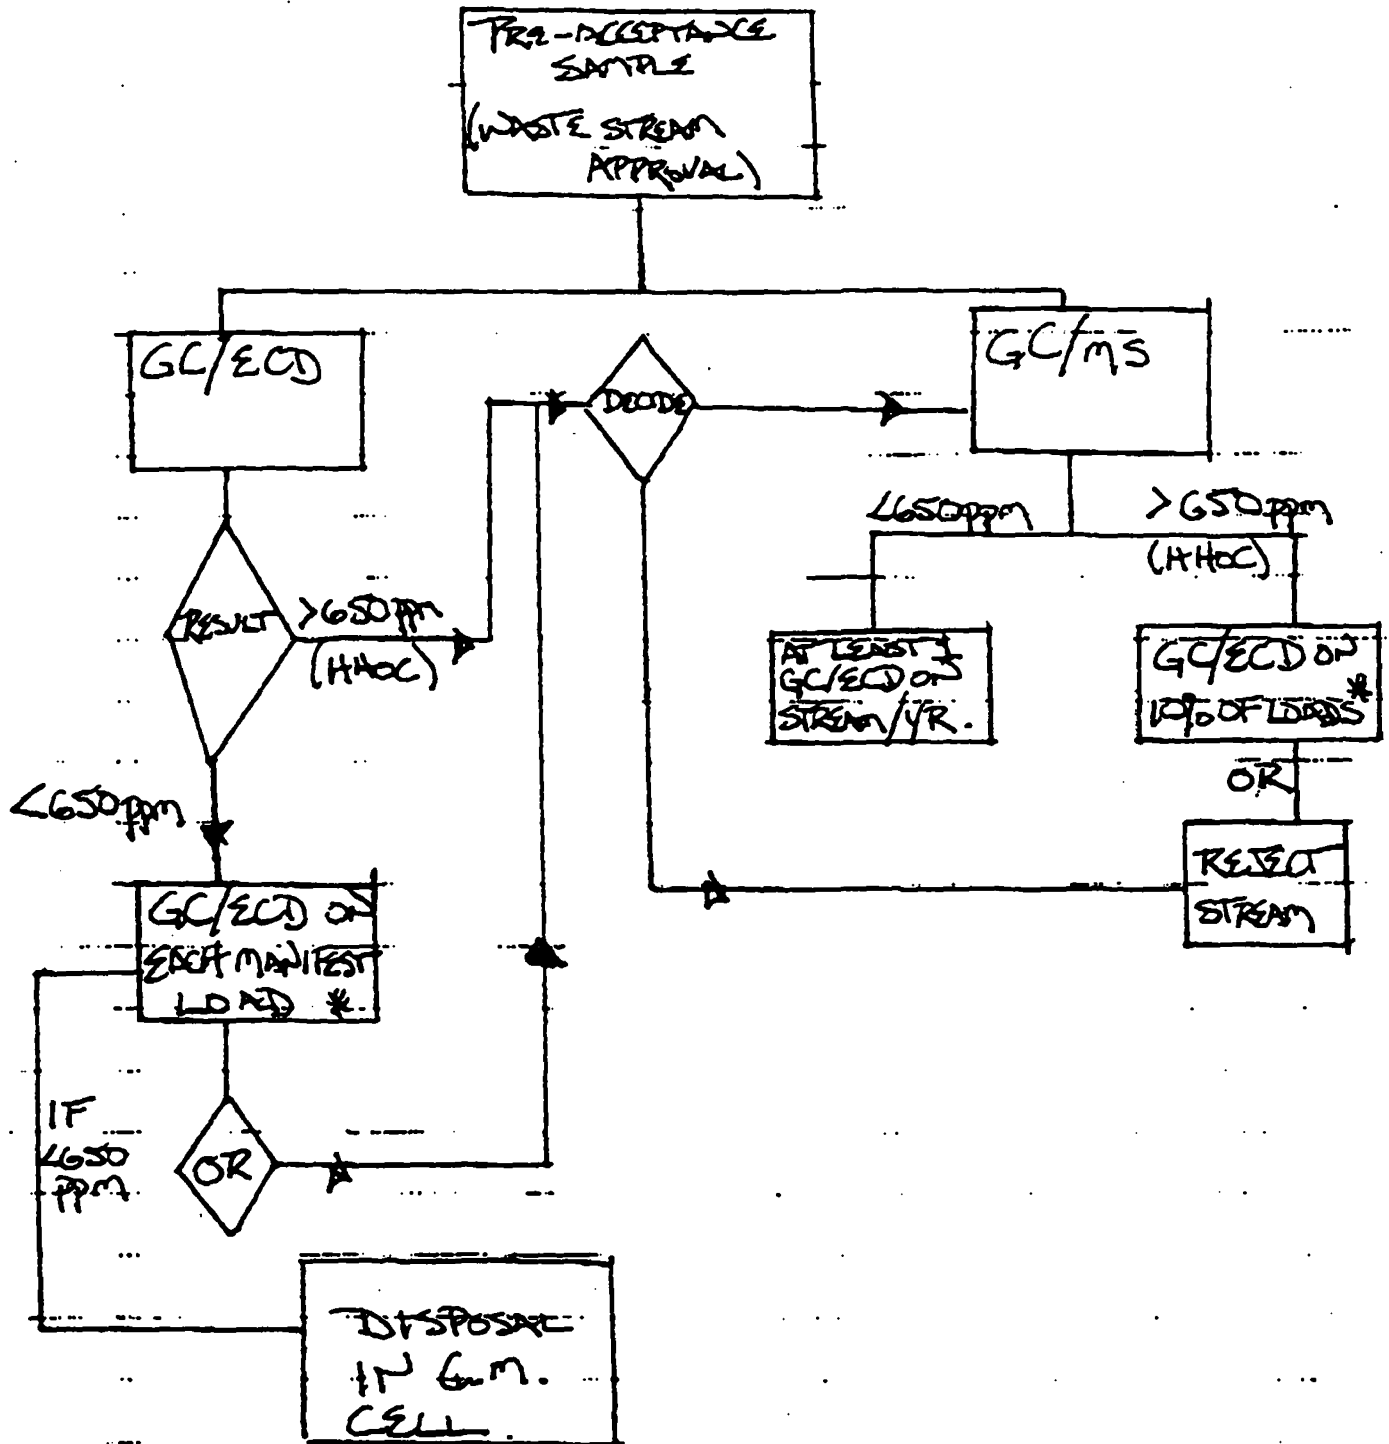 PRE-ACCEPTANCE
SAMPLE
(WASTE STREAM
APPROVAL)
GC/ECD
DECIDE
GC/MS
<650ppm
>650ppm
(HHOC)
RESULT
>650ppm
(HHOC)
AT LEAST 1
GC/ECD ON
STREAM/YR.
GC/ECD ON
10% OF LOADS*
OR
<650ppm
REJECT
STREAM
GC/ECD ON
EACH MANIFEST
LOAD *
IF
<650
ppm
OR
DISPOSAL
IN G.M.
CELL